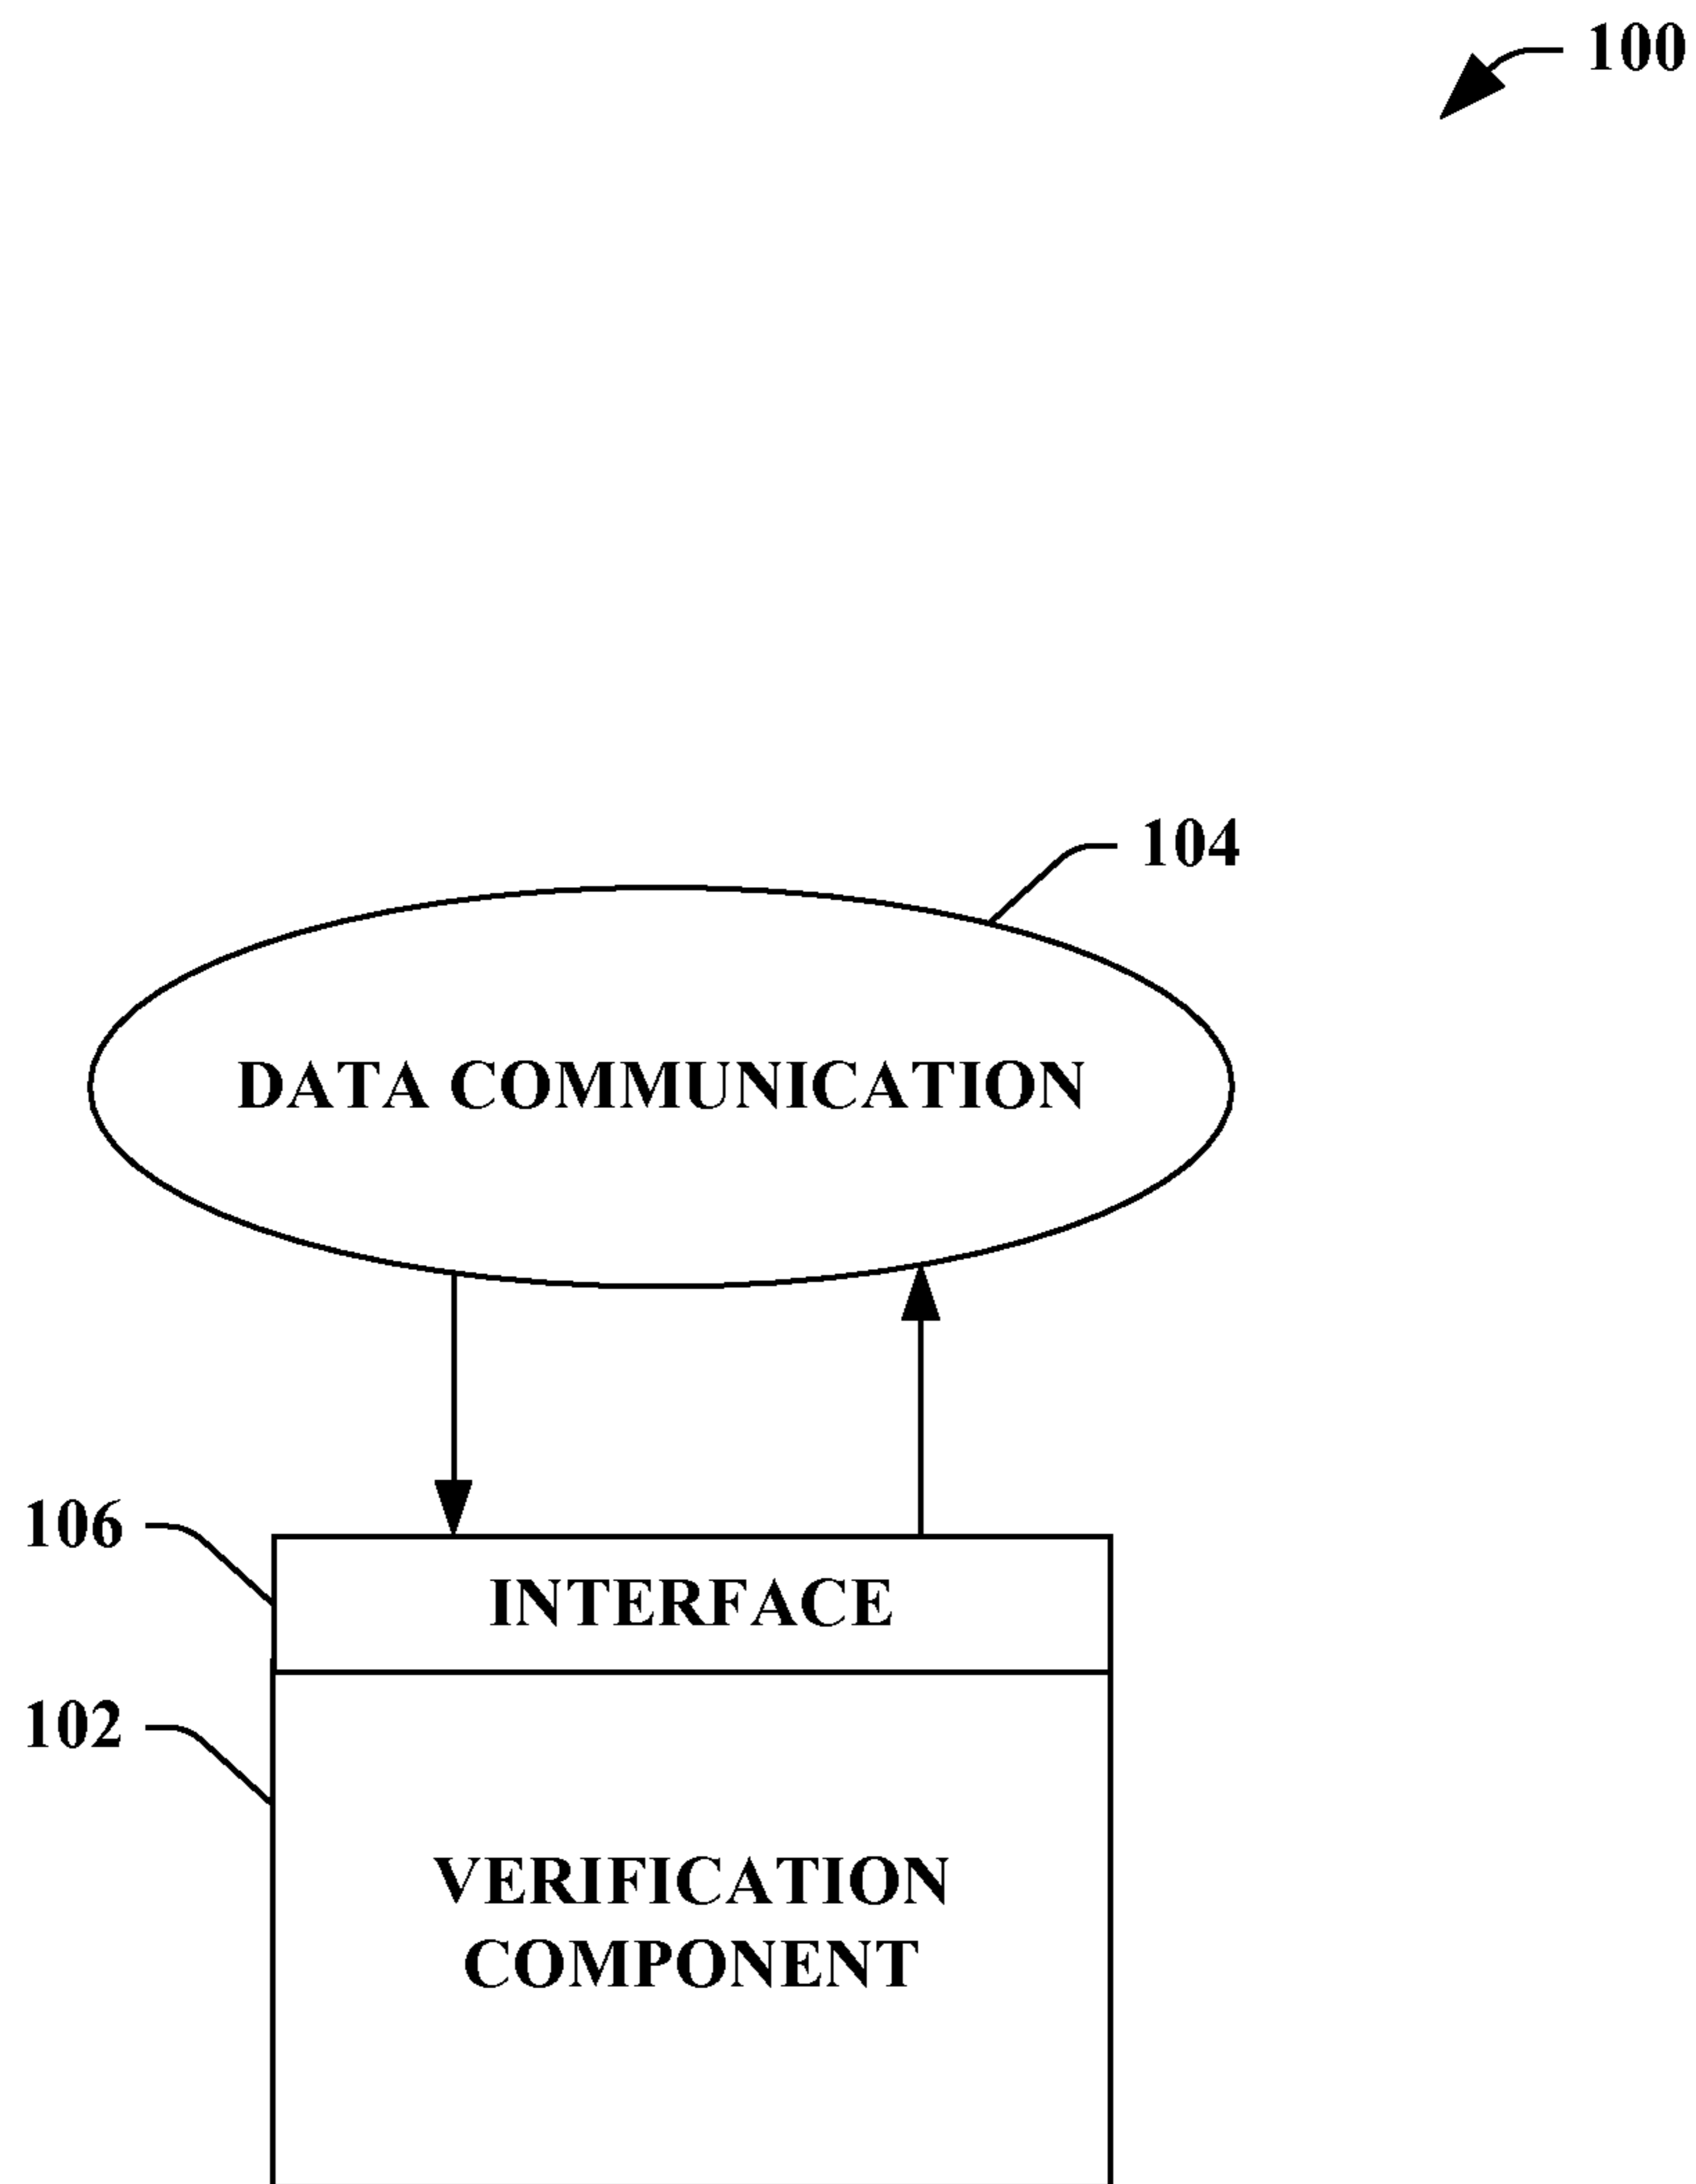 100
104
DATA COMMUNICATION
106
INTERFACE
102
VERIFICATION
COMPONENT